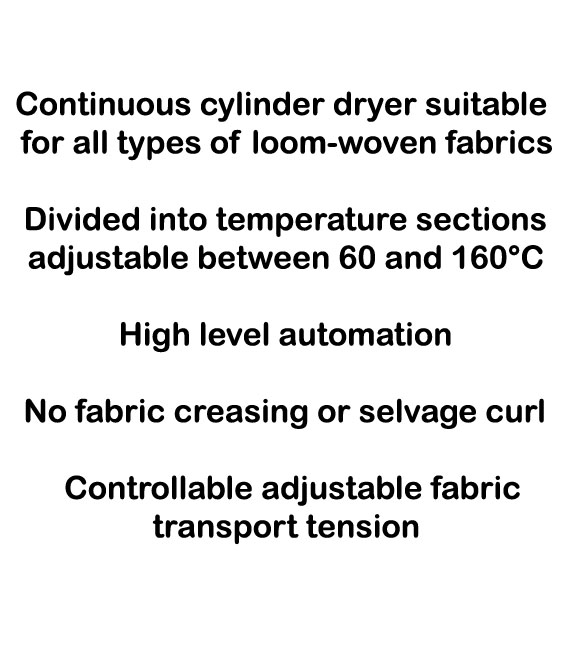 Continuous cylinder dryer suitable
for all types of loom-woven fabrics
Divided into temperature sections
adjustable between 60 and 160°C
High level automation
No fabric creasing or selvage curl
Controllable adjustable fabric
transport tension